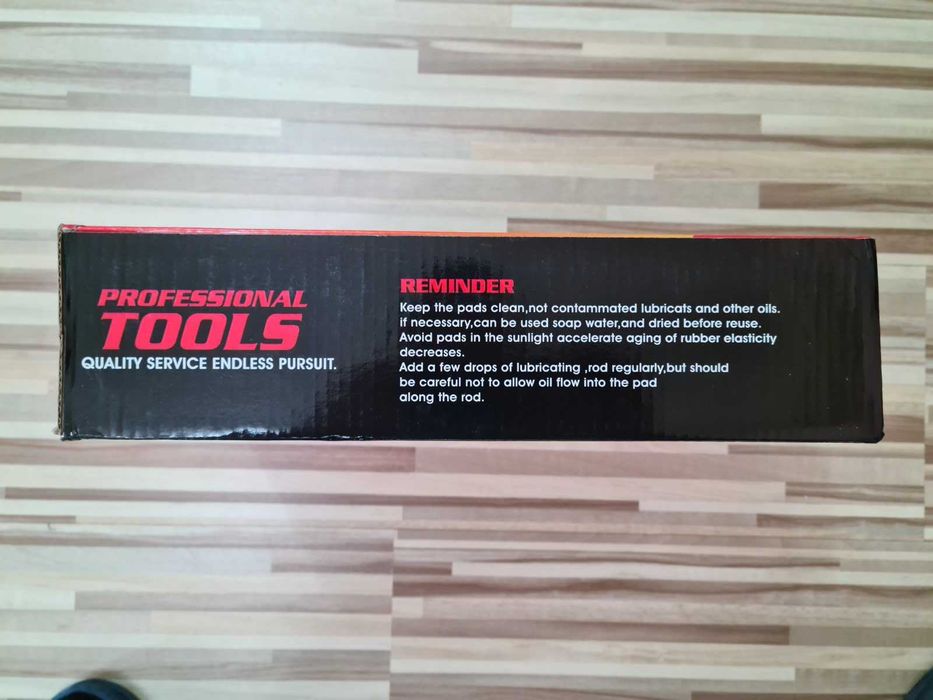 PROFESSIONAL
TOOLS
QUALITY SERVICE ENDLESS PURSUIT.
REMINDER
Keep the pads clean,not contammated lubricats and other oils.
if necessary,can be used soap water,and dried before reuse.
Avoid pads in the sunlight accelerate aging of rubber elasticity
decreases.
Add a few drops of lubricating ,rod regularly,but should
be careful not to allow oil flow into the pad
along the rod.